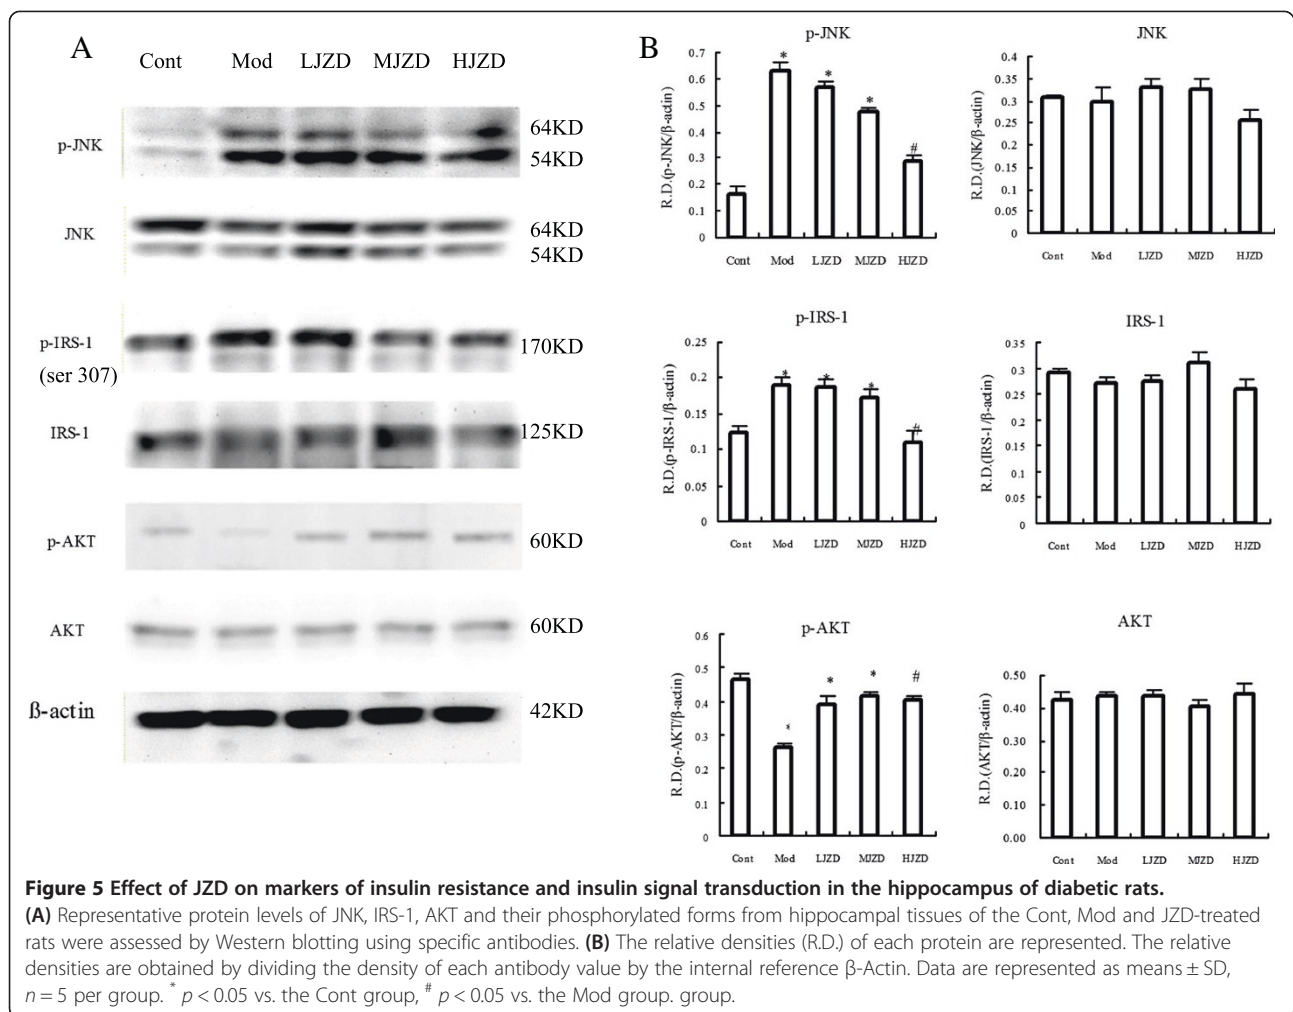 A
Cont Mod LJZD MJZD HJZD
p-JNK
64KD
54KD
JNK
64KD
54KD
p-IRS-1
(ser 307)
170KD
IRS-1
125KD
p-AKT
60KD
AKT
60KD
ß-actin
42KD
B
p-JNK
R.D.(p-JNK/β-actin)
0.7
0.6
0.5
0.4
0.3
0.2
0.1
0
* * * #
Cont Mod LJZD MJZD HJZD
JNK
R.D.(JNK/β-actin)
0.4
0.35
0.3
0.25
0.2
0.15
0.1
0.05
0
Cont Mod LJZD MJZD HJZD
p-IRS-1
R.D.(p-IRS-1/β-actin)
0.25
0.2
0.15
0.1
0.05
0
* * * #
Cont Mod LJZD MJZD HJZD
IRS-1
R.D.(IRS-1/β-actin)
0.35
0.3
0.25
0.2
0.15
0.1
0.05
0
Cont Mod LJZD MJZD HJZD
p-AKT
R.D.(p-AKT/β-actin)
0.6
0.5
0.4
0.3
0.2
0.1
0
* * * #
Cont Mod LJZD MJZD HJZD
AKT
R.D.(AKT/β-actin)
0.50
0.40
0.30
0.20
0.10
0.00
Cont Mod LJZD MJZD HJZD
Figure 5 Effect of JZD on markers of insulin resistance and insulin signal transduction in the hippocampus of diabetic rats.
(A) Representative protein levels of JNK, IRS-1, AKT and their phosphorylated forms from hippocampal tissues of the Cont, Mod and JZD-treated
rats were assessed by Western blotting using specific antibodies. (B) The relative densities (R.D.) of each protein are represented. The relative
densities are obtained by dividing the density of each antibody value by the internal reference β-Actin. Data are represented as means ± SD,
n = 5 per group. * p < 0.05 vs. the Cont group, # p < 0.05 vs. the Mod group. group.